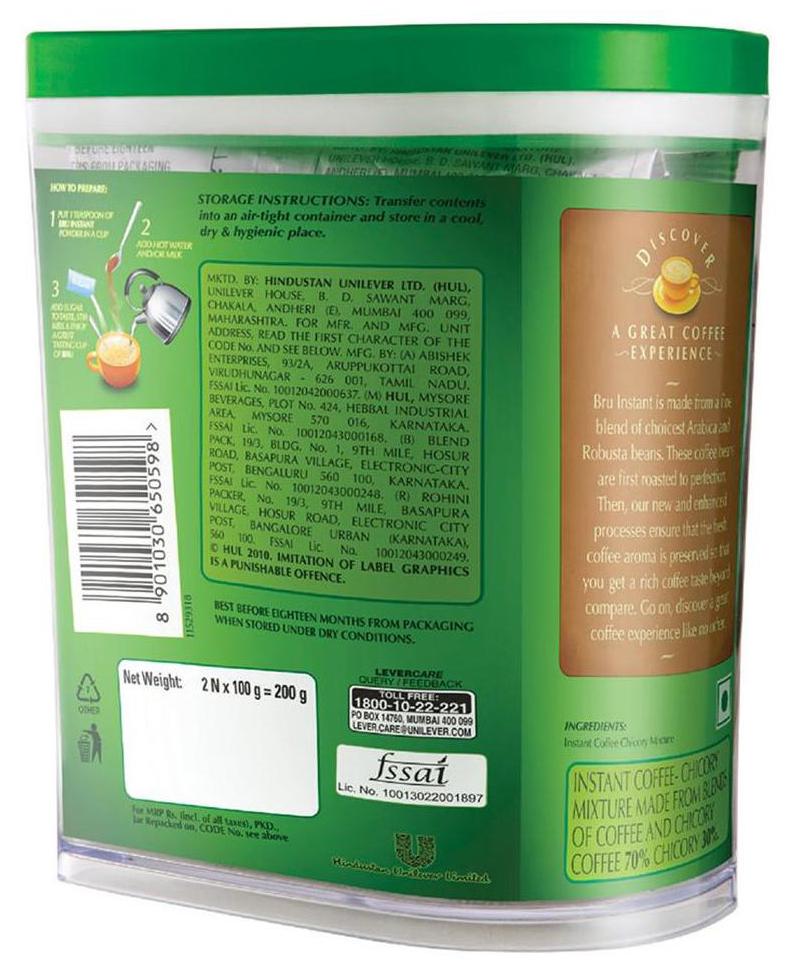 UNILEVER HOUSE, B. D. SAWANT MARG,
HOW TO PREPARE:
1 PUT 1 TEASPOON OF
BRU INSTANT
POWDER IN A CUP
2
ADD HOT WATER
AND/OR MILK
3
ADD SUGAR
TO TASTE, STIR
A GREAT
TASTING CUP
OF BRU
STORAGE INSTRUCTIONS: Transfer contents
into an air-tight container and store in a cool,
dry & hygienic place.
MKTD. BY: HINDUSTAN UNILEVER LTD. (HUL),
UNILEVER HOUSE, B. D. SAWANT MARG,
CHAKALA, ANDHERI (E), MUMBAI 400 099,
MAHARASHTRA. FOR MFR. AND MFG. UNIT
ADDRESS, READ THE FIRST CHARACTER OF THE
CODE No. AND SEE BELOW. MFG. BY: (A) ABISHEK
ENTERPRISES, 93/2A, ARUPPUKOTTAI ROAD,
VIRUDHUNAGAR - 626 001, TAMIL NADU.
FSSAI Lic. No. 10012042000637. (M) HUL, MYSORE
BEVERAGES, PLOT No. 424, HEBBAL INDUSTRIAL
AREA, MYSORE 570 016, KARNATAKA.
FSSAI Lic. No. 10012043000168. (B) BLEND
PACK, 19/3, BLDG. No. 1, 9TH MILE, HOSUR
ROAD, BASAPURA VILLAGE, ELECTRONIC-CITY
POST, BENGALURU 560 100, KARNATAKA.
FSSAI Lic. No. 10012043000248. (R) ROHINI
PACKER, No. 19/3, 9TH MILE, BASAPURA
VILLAGE, HOSUR ROAD, ELECTRONIC CITY
POST, BANGALORE URBAN (KARNATAKA),
560 100. FSSAI Lic. No. 10012043000249.
© HUL 2010. IMITATION OF LABEL GRAPHICS
IS A PUNISHABLE OFFENCE.
8 901030 650598 >
11529318
BEST BEFORE EIGHTEEN MONTHS FROM PACKAGING
WHEN STORED UNDER DRY CONDITIONS.
7
OTHER
Net Weight: 2 N x 100 g = 200 g
For MRP Rs. (incl. of all taxes), PKD.,
Jar Repacked on, CODE No. see above
LEVERCARE
QUERY / FEEDBACK
TOLL FREE:
1800-10-22-221
PO BOX 14760, MUMBAI 400 099
LEVER.CARE@UNILEVER.COM
fssai
Lic. No. 10013022001897
Hindustan Unilever Limited
DISCOVER
A GREAT COFFEE
~EXPERIENCE~
Bru Instant is made from a fine
blend of choicest Arabica and
Robusta beans. These coffee beans
are first roasted to perfection.
Then, our new and enhanced
processes ensure that the fresh
coffee aroma is preserved so that
you get a rich coffee taste beyond
compare. Go on, discover a great
coffee experience like no other.
INGREDIENTS:
Instant Coffee-Chicory Mixture
INSTANT COFFEE- CHICORY
MIXTURE MADE FROM BLENDS
OF COFFEE AND CHICORY
COFFEE 70% CHICORY 30%.